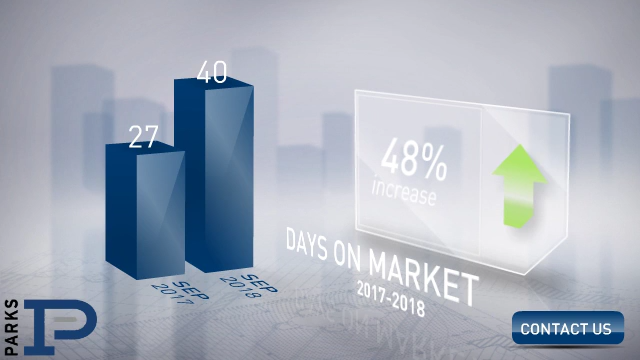 40
27
48%
increase
DAYS ON MARKET
2017-2018
SEP
2017
SEP
2018
PARKS
P
CONTACT US